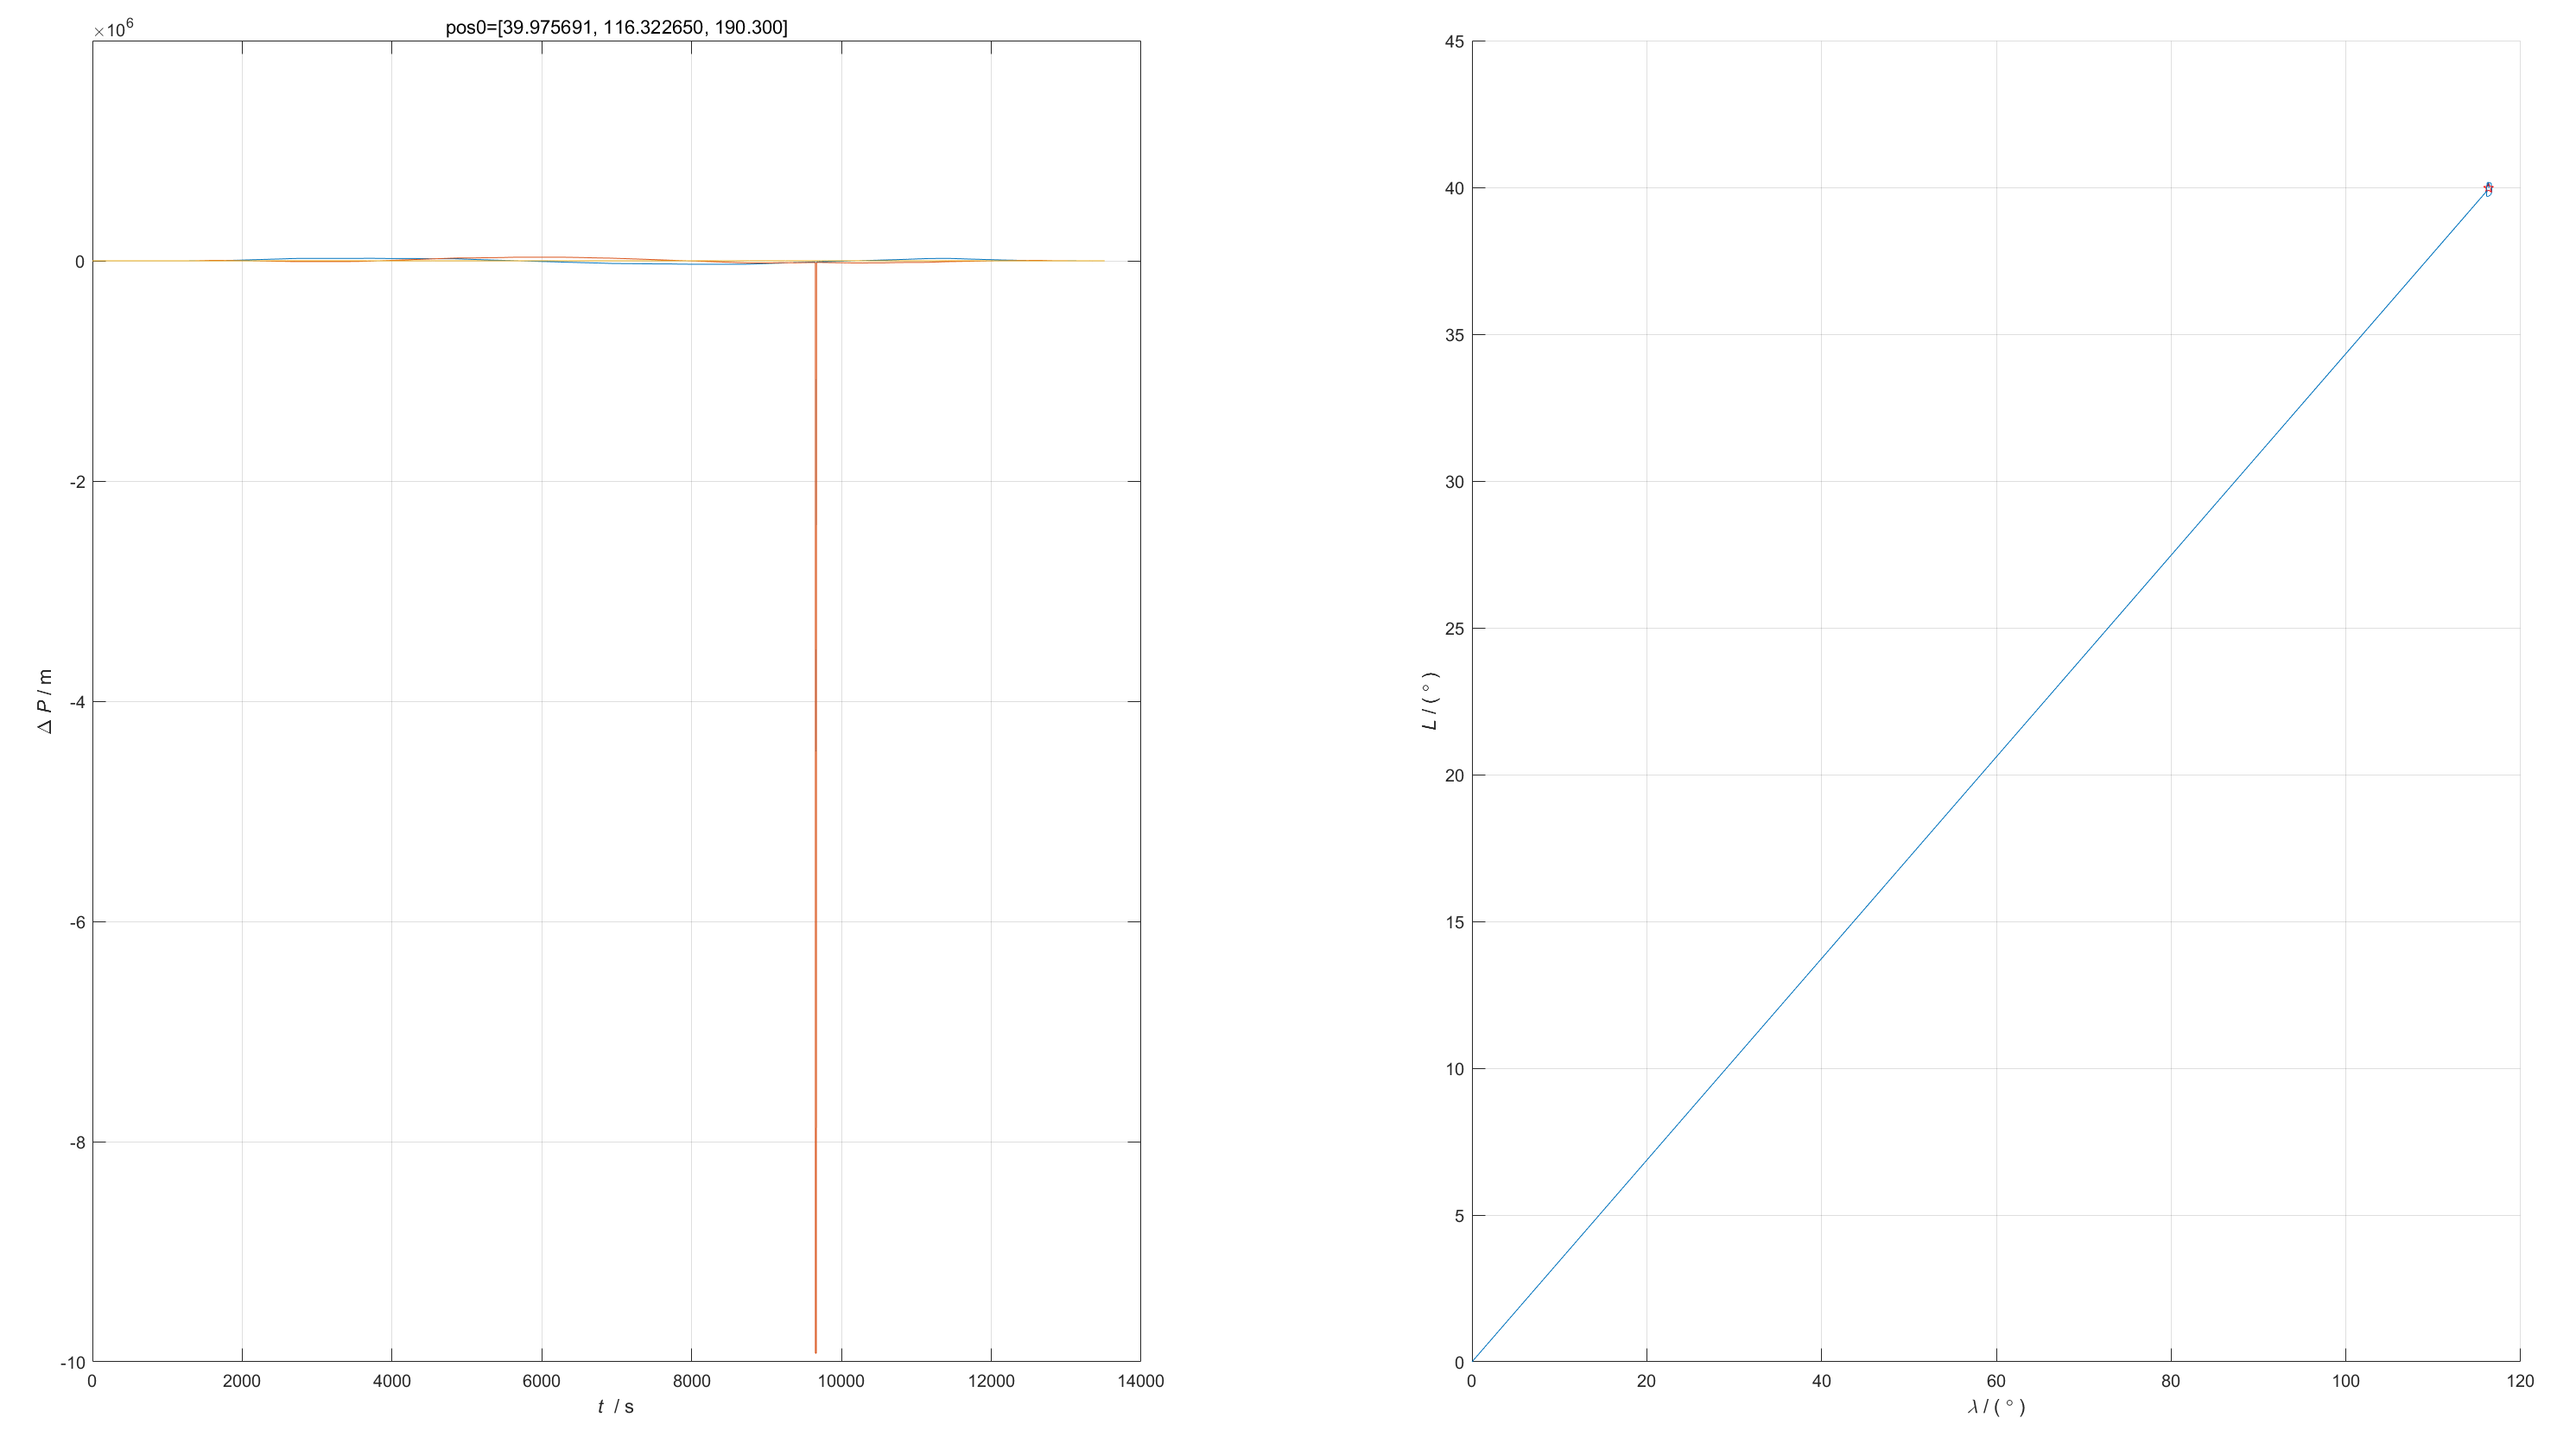 ×10⁶
pos0=[39.975691, 116.322650, 190.300]
0
-2
-4
-6
-8
-10
Δ P / m
0 2000 4000 6000 8000 10000 12000 14000
t / s
45
40
35
30
25
20
15
10
5
0
L / ( ° )
0 20 40 60 80 100 120
λ / ( ° )